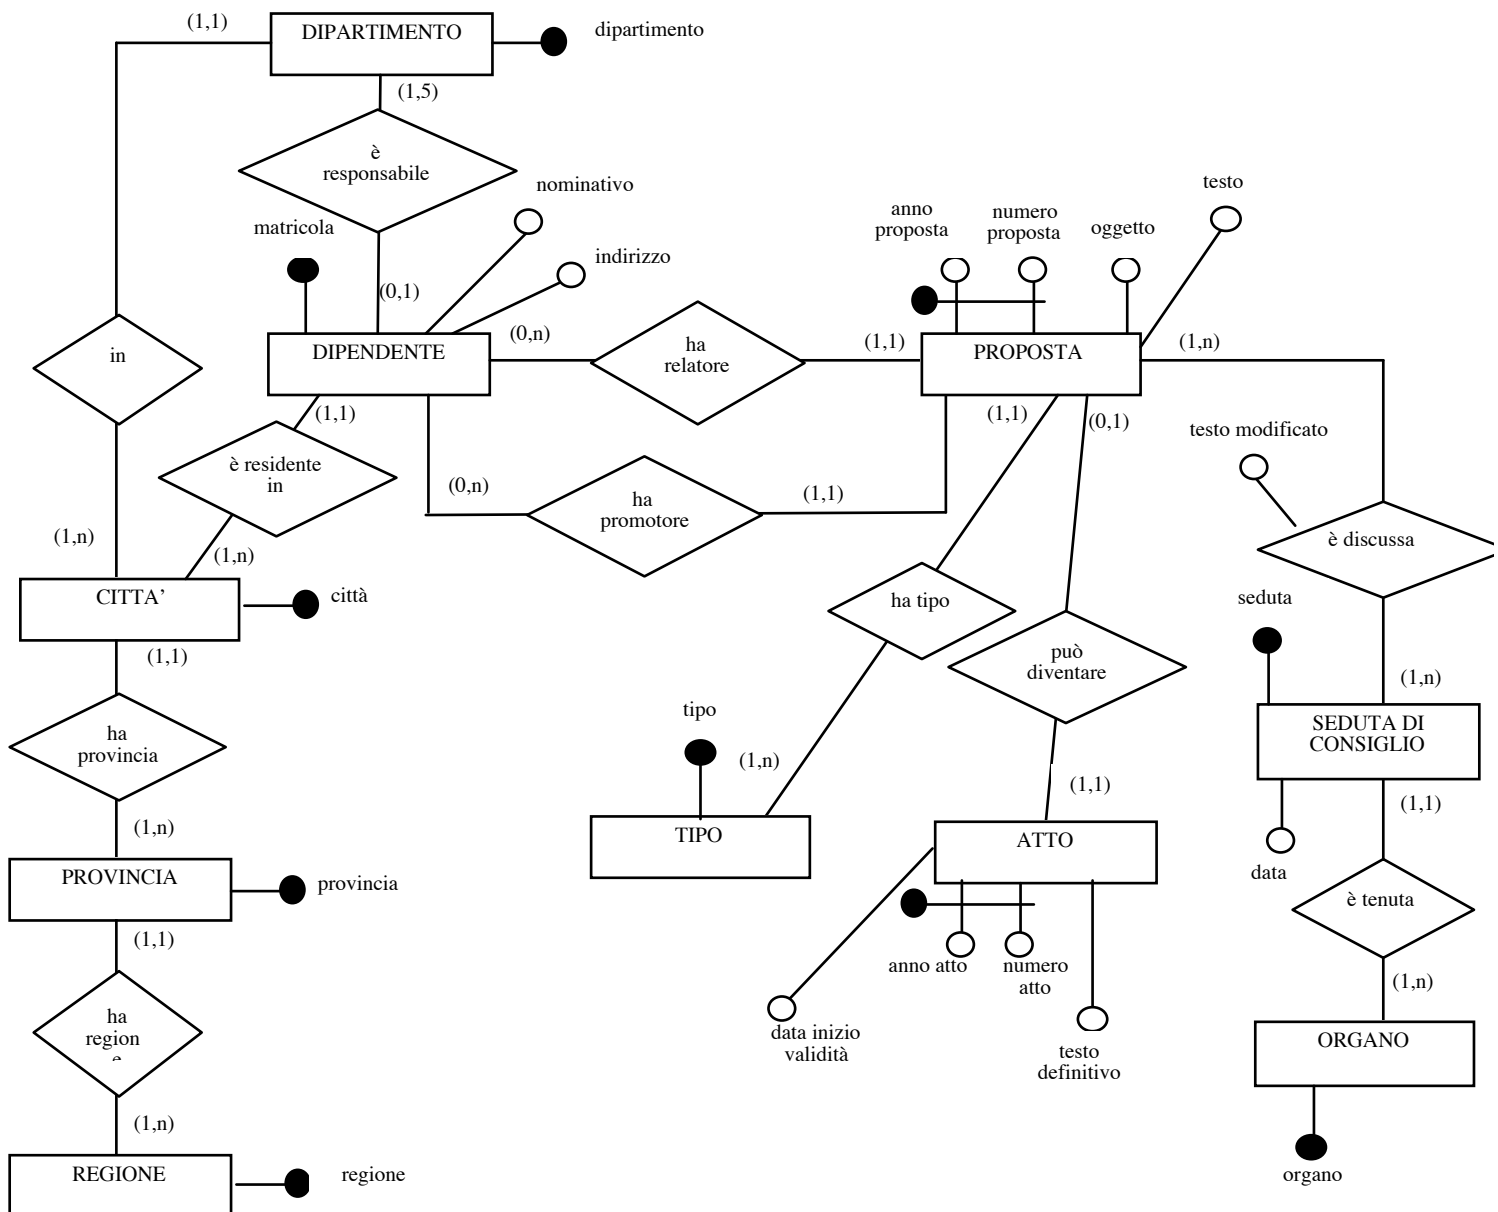 (1,1)
DIPARTIMENTO
dipartimento
(1,5)
è
responsabile
nominativo
matricola
indirizzo
(0,1)
anno
proposta
numero
proposta
oggetto
testo
in
DIPENDENTE
(0,n)
ha
relatore
(1,1)
PROPOSTA
(1,n)
(1,1)
(1,1)
(0,1)
testo modificato
è residente
in
(0,n)
ha
promotore
(1,1)
(1,n)
(1,n)
è discussa
CITTA'
città
ha tipo
seduta
(1,1)
può
diventare
(1,n)
ha
provincia
tipo
(1,n)
SEDUTA DI
CONSIGLIO
(1,n)
(1,1)
(1,1)
TIPO
ATTO
PROVINCIA
provincia
data
è tenuta
(1,1)
anno atto
numero
atto
(1,n)
ha
region
e
data inizio
validità
testo
definitivo
ORGANO
(1,n)
REGIONE
regione
organo